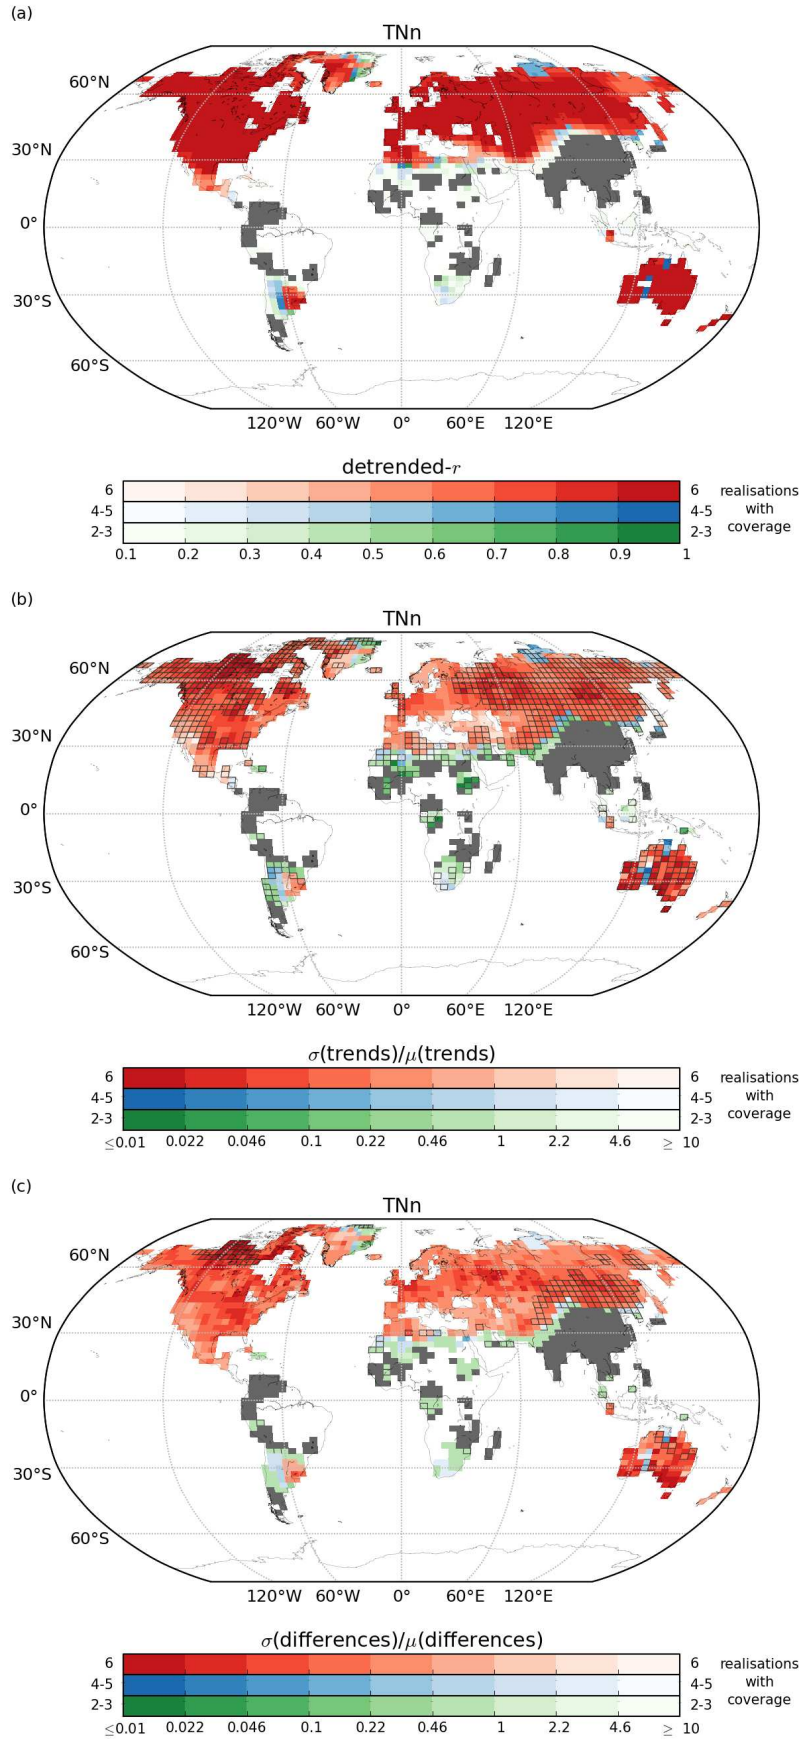 (a)
TNn
60°N
30°N
0°
30°S
60°S
120°W 60°W 0° 60°E 120°E
detrended-r
6 6 realisations
4-5 4-5 with
2-3 2-3 coverage
0.1 0.2 0.3 0.4 0.5 0.6 0.7 0.8 0.9 1
(b)
TNn
60°N
30°N
0°
30°S
60°S
120°W 60°W 0° 60°E 120°E
σ(trends)/μ(trends)
6 6 realisations
4-5 4-5 with
2-3 2-3 coverage
≤0.01 0.022 0.046 0.1 0.22 0.46 1 2.2 4.6 ≥ 10
(c)
TNn
60°N
30°N
0°
30°S
60°S
120°W 60°W 0° 60°E 120°E
σ(differences)/μ(differences)
6 6 realisations
4-5 4-5 with
2-3 2-3 coverage
≤0.01 0.022 0.046 0.1 0.22 0.46 1 2.2 4.6 ≥ 10